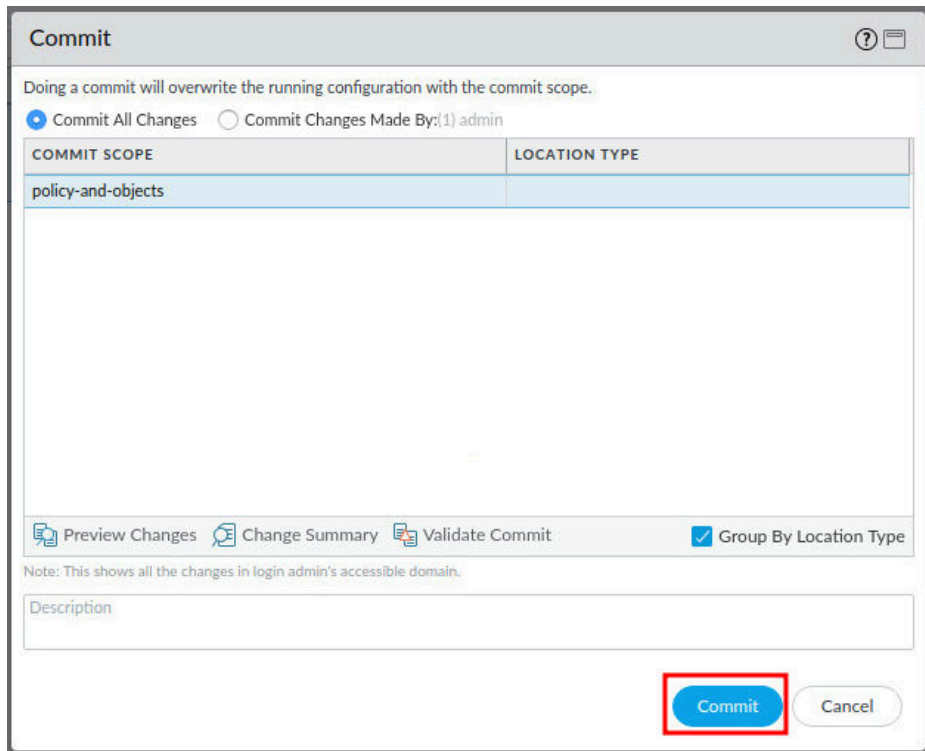 Commit
Doing a commit will overwrite the running configuration with the commit scope.
Commit All Changes Commit Changes Made By:(1) admin
COMMIT SCOPE LOCATION TYPE
policy-and-objects
Preview Changes Change Summary Validate Commit Group By Location Type
Note: This shows all the changes in login admin's accessible domain.
Description
Commit Cancel